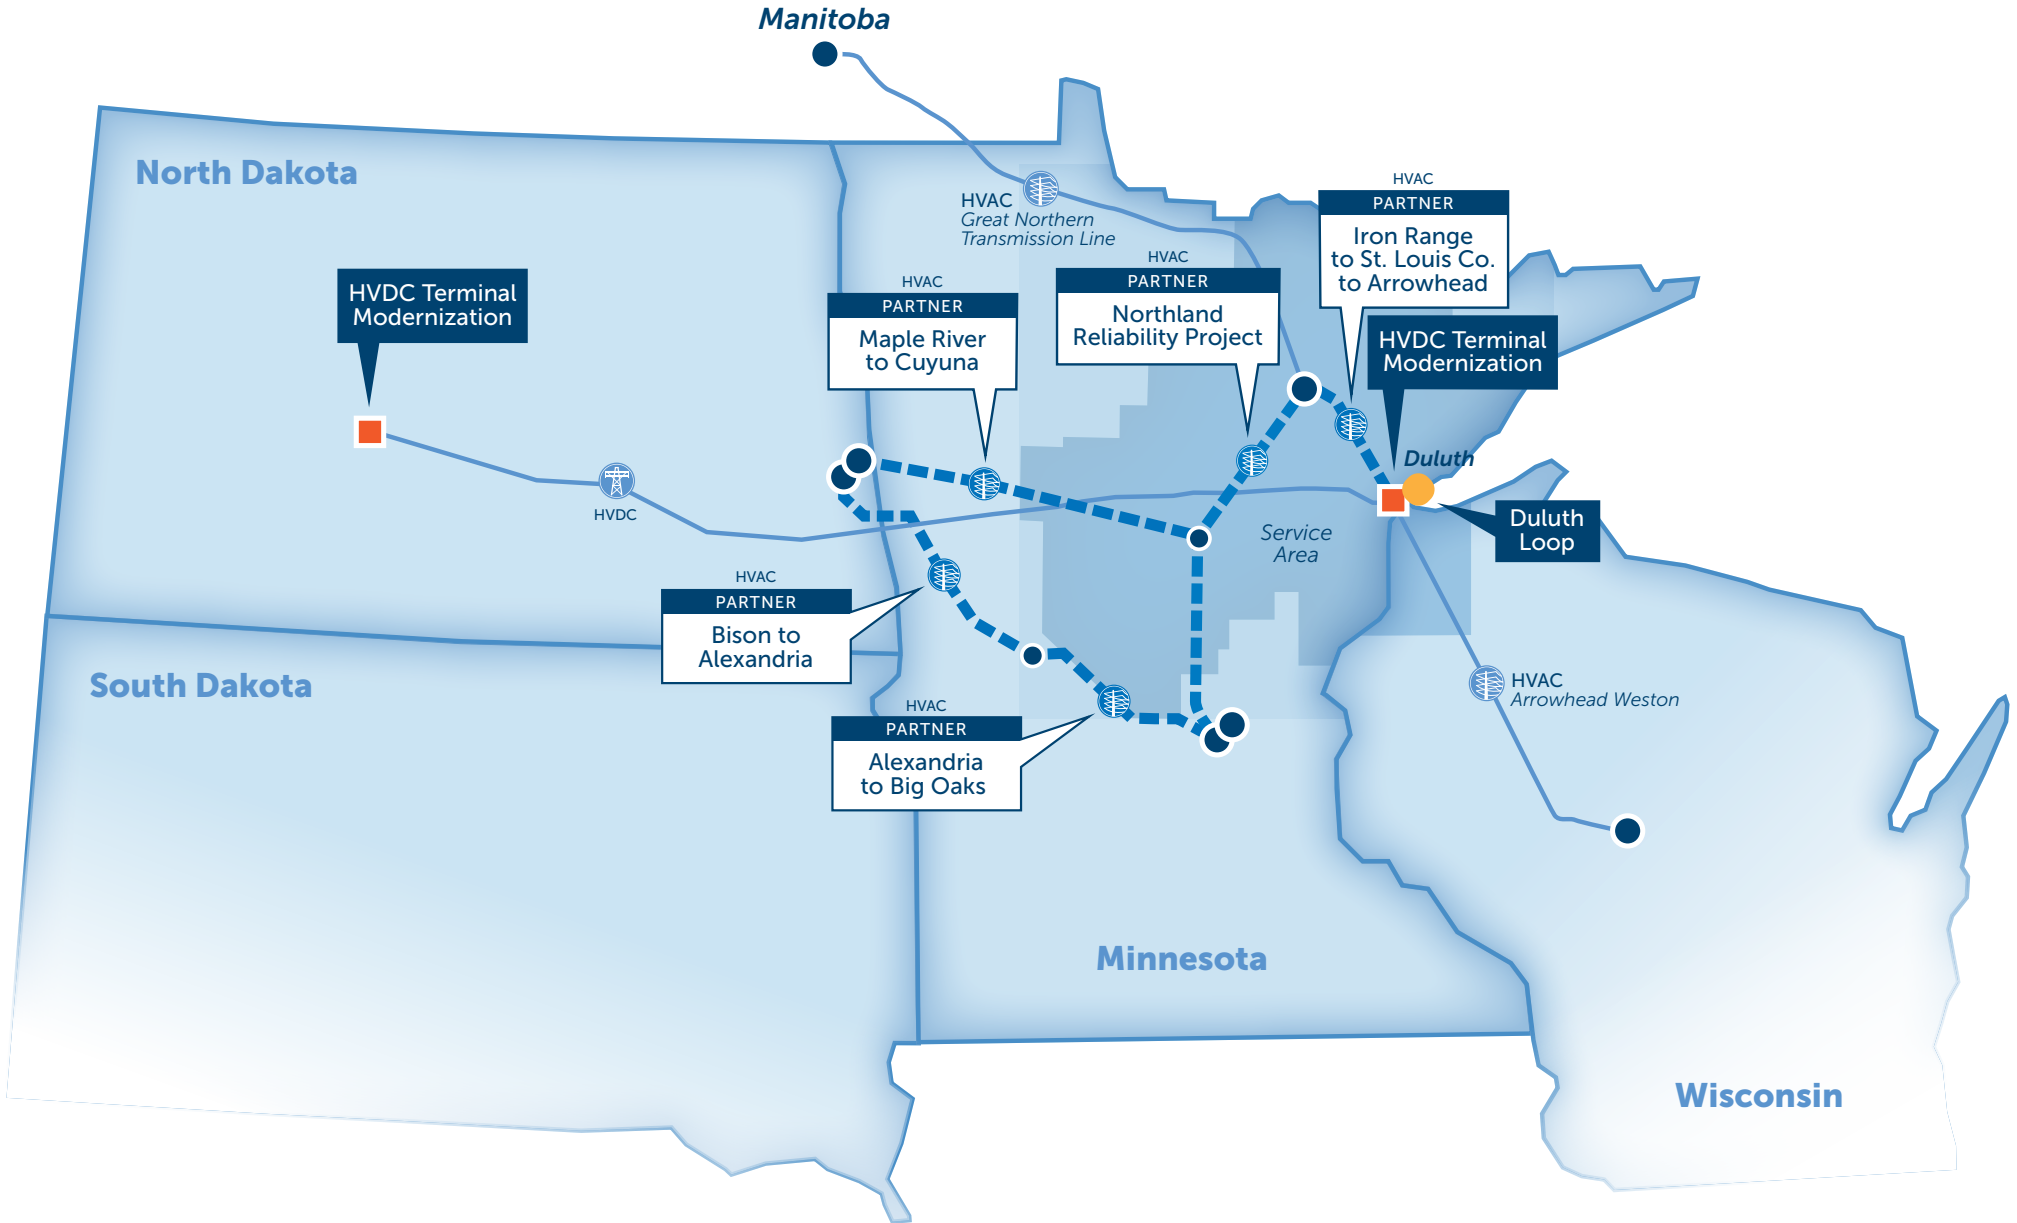 Manitoba
North Dakota
HVAC
Great Northern
Transmission Line
HVAC
PARTNER
Iron Range
to St. Louis Co.
to Arrowhead
HVAC
PARTNER
Northland
Reliability Project
HVAC
PARTNER
Maple River
to Cuyuna
HVDC Terminal
Modernization
HVDC Terminal
Modernization
Duluth
HVDC
Duluth
Loop
Service
Area
HVAC
PARTNER
Bison to
Alexandria
South Dakota
HVAC
Arrowhead Weston
HVAC
PARTNER
Alexandria
to Big Oaks
Minnesota
Wisconsin